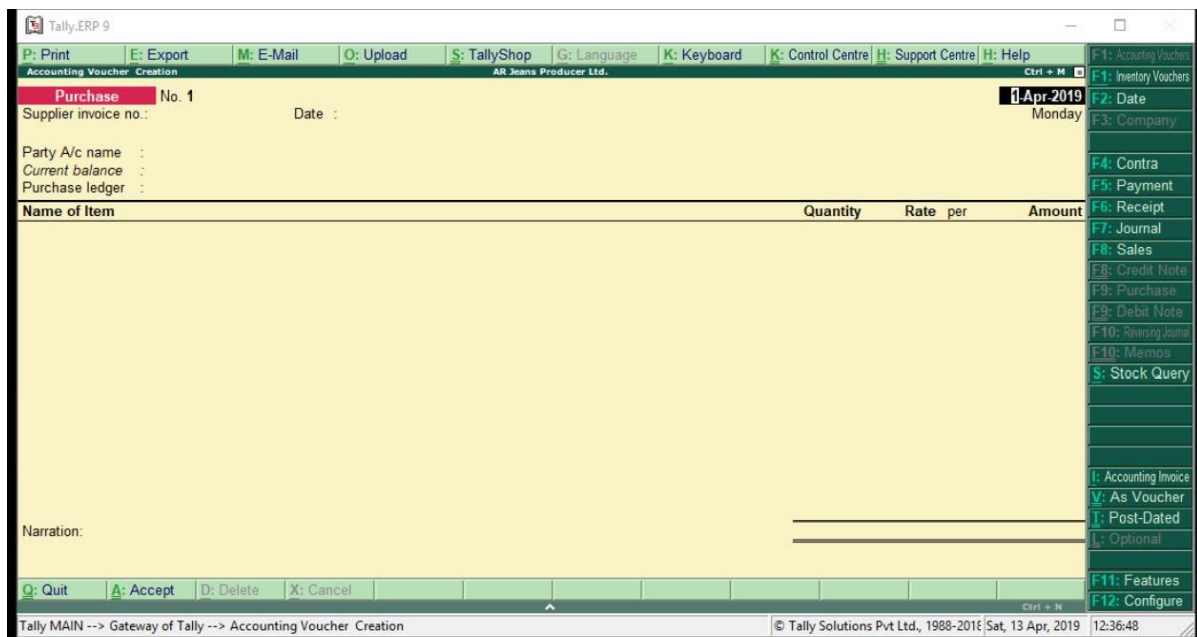 Tally.ERP 9
P: Print E: Export M: E-Mail O: Upload S: TallyShop G: Language K: Keyboard K: Control Centre H: Support Centre H: Help
Accounting Voucher Creation AR Jeans Producer Ltd. Ctrl + M
Purchase No. 1 1-Apr-2019
Supplier invoice no.: Date : Monday
Party A/c name :
Current balance :
Purchase ledger :
Name of Item Quantity Rate per Amount
Narration:
F1: Accounting Vouchers
F1: Inventory Vouchers
F2: Date
F3: Company
F4: Contra
F5: Payment
F6: Receipt
F7: Journal
F8: Sales
F8: Credit Note
F9: Purchase
F9: Debit Note
F10: Reversing Journal
F10: Memos
S: Stock Query
I: Accounting Invoice
V: As Voucher
T: Post-Dated
L: Optional
F11: Features
F12: Configure
Q: Quit A: Accept D: Delete X: Cancel
Ctrl + N
Tally MAIN --> Gateway of Tally --> Accounting Voucher Creation © Tally Solutions Pvt Ltd., 1988-2018 Sat, 13 Apr, 2019 12:36:48